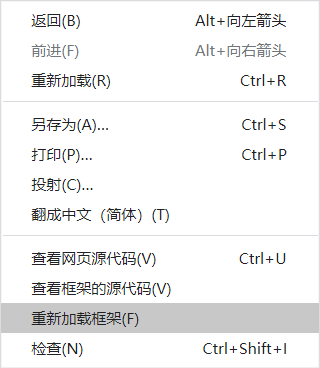 返回(B) Alt+向左箭头
前进(F) Alt+向右箭头
重新加载(R) Ctrl+R
另存为(A)... Ctrl+S
打印(P)... Ctrl+P
投射(C)...
翻成中文（简体）(T)
查看网页源代码(V) Ctrl+U
查看框架的源代码(V)
重新加载框架(F)
检查(N) Ctrl+Shift+I